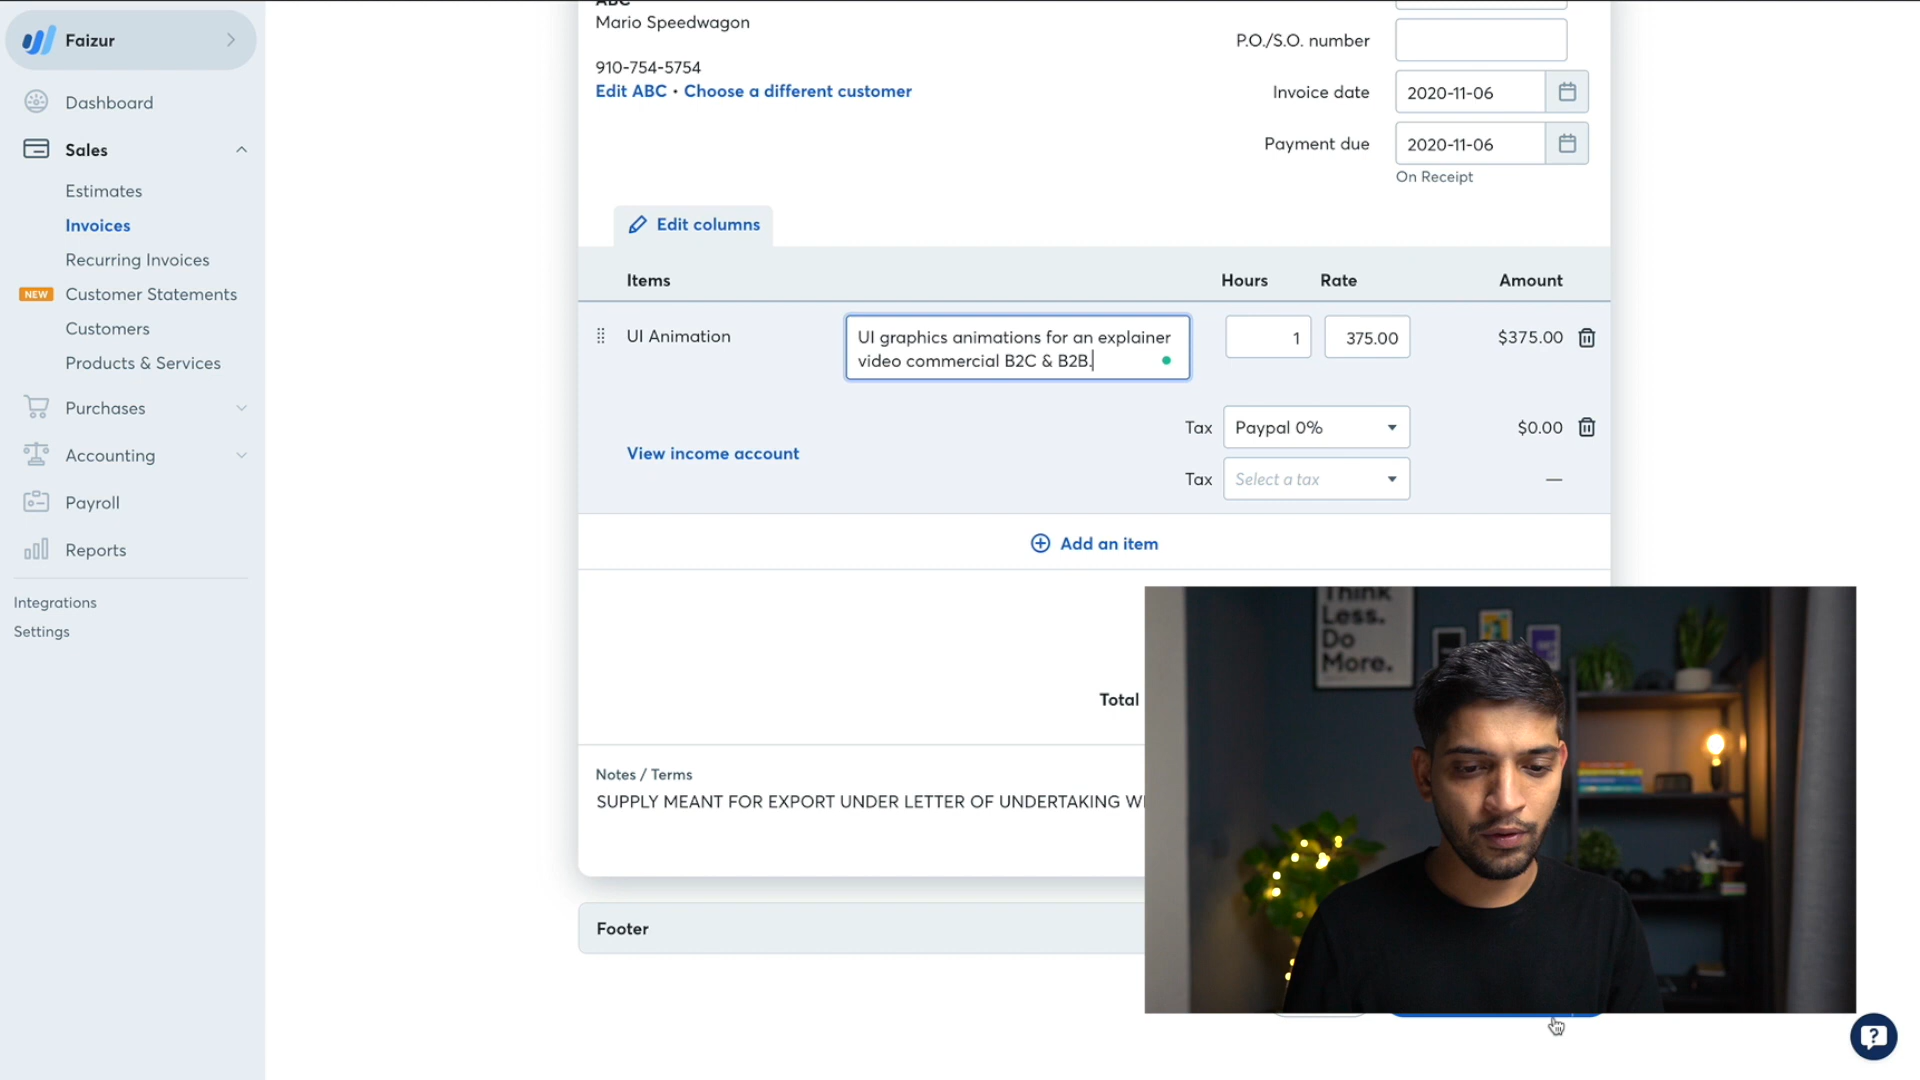 Faizur
Dashboard
Sales
Estimates
Invoices
Recurring Invoices
NEW
Customer Statements
Customers
Products & Services
Purchases
Accounting
Payroll
Reports
Integrations
Settings
ABC
Mario Speedwagon
910-754-5754
Edit ABC • Choose a different customer
P.O./S.O. number
Invoice date 2020-11-06
Payment due 2020-11-06
On Receipt
Edit columns
Items Hours Rate Amount
UI Animation
UI graphics animations for an explainer
video commercial B2C & B2B.
1 375.00 $375.00
Tax Paypal 0% $0.00
View income account
Tax Select a tax —
Add an item
Total
Notes / Terms
SUPPLY MEANT FOR EXPORT UNDER LETTER OF UNDERTAKING
Footer
Think
Less.
Do
More.
?